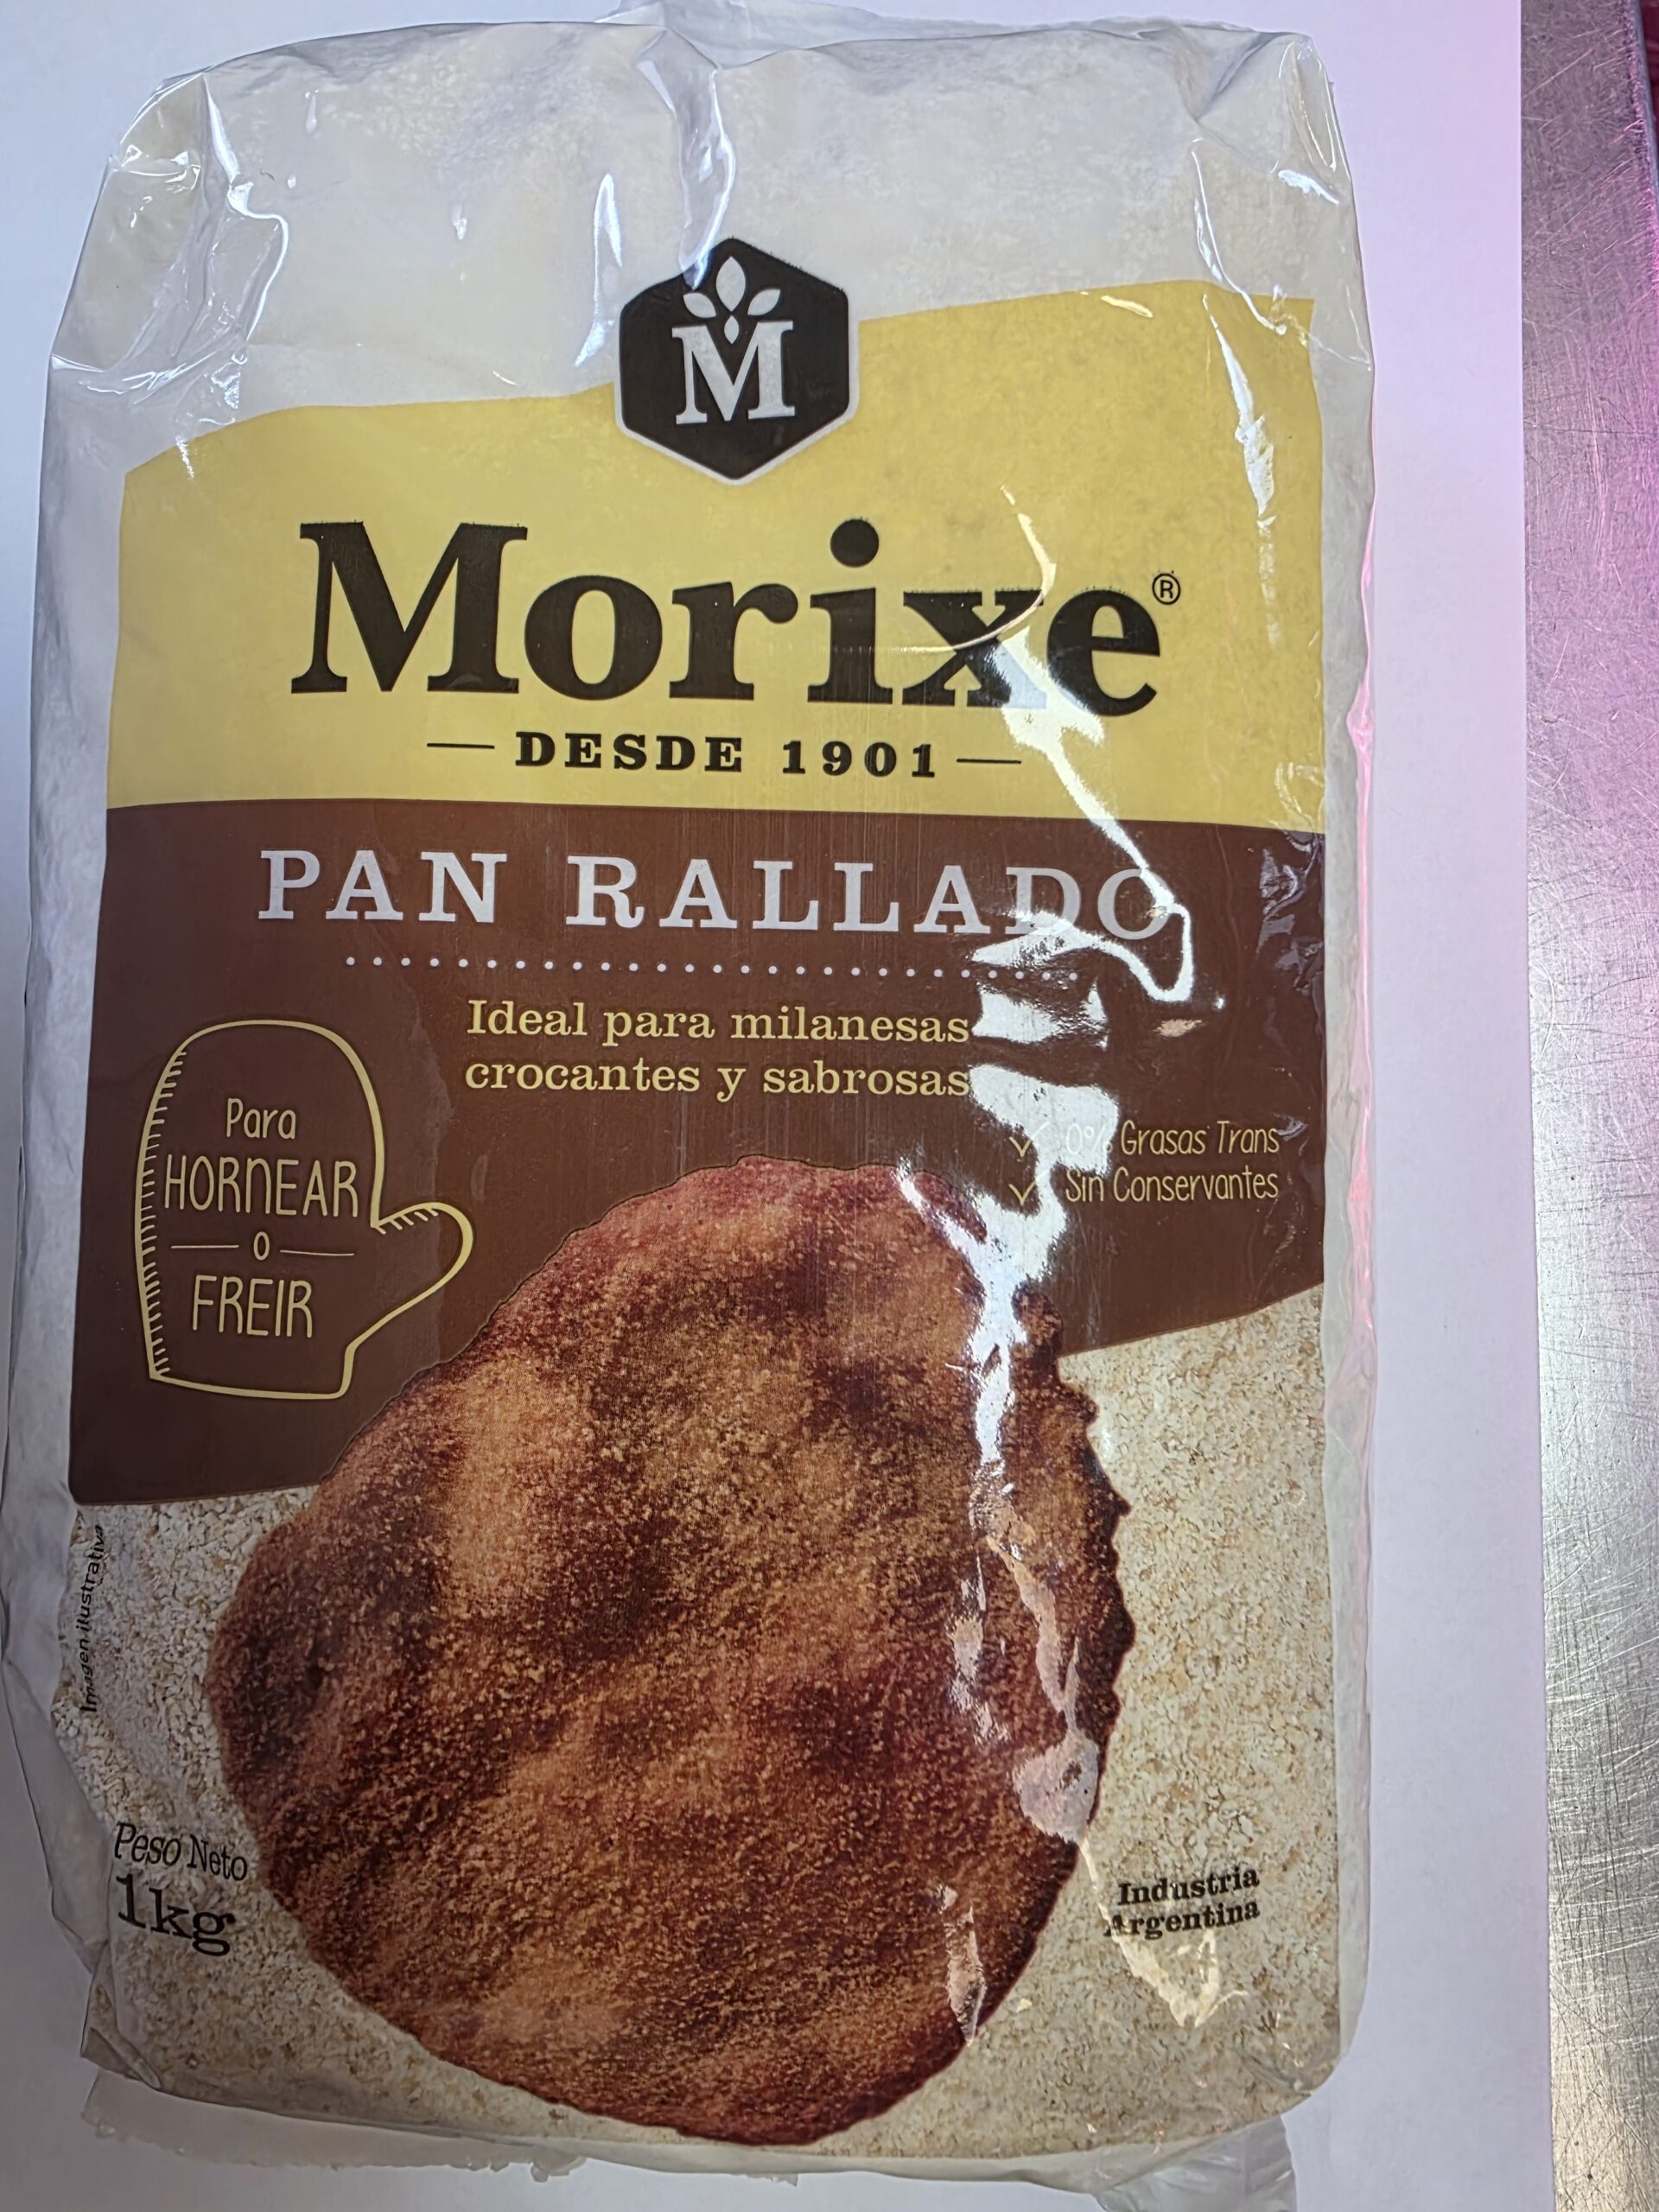 M
Morixe®
DESDE 1901
PAN RALLADO
Ideal para milanesas
crocantes y sabrosas
Para
HORNEAR
o
FREIR
0% Grasas Trans
Sin Conservantes
Imagen ilustrativa
Peso Neto
1kg
Industria
Argentina